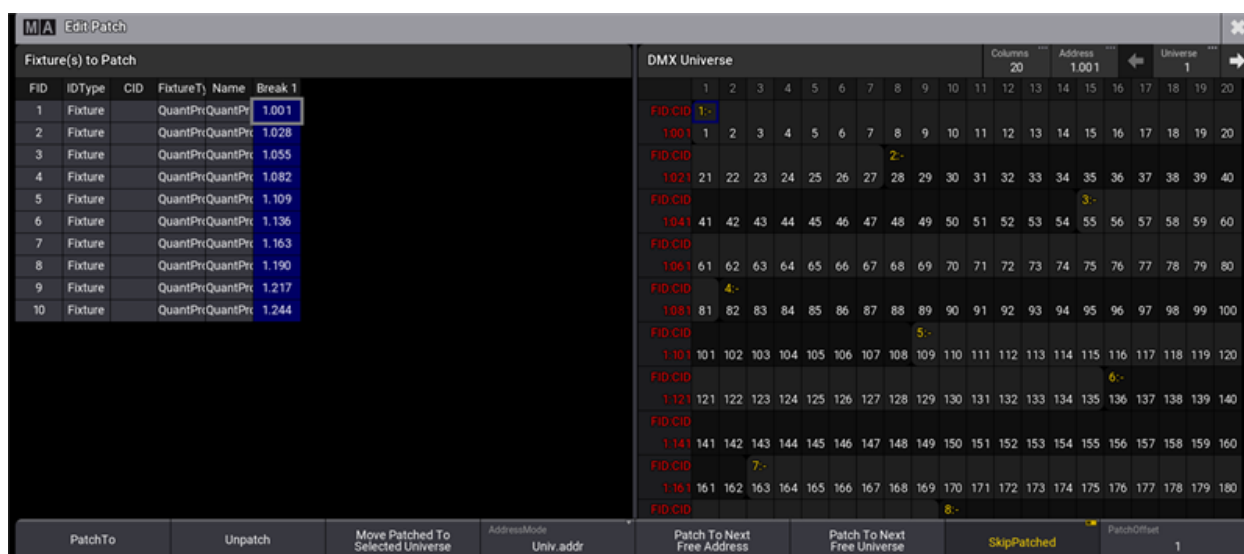 MA Edit Patch
Fixture(s) to Patch
FID IDType CID FixtureTy Name Break 1
1 Fixture QuantPr QuantPr 1.001
2 Fixture QuantPr QuantPrc 1.028
3 Fixture QuantPr QuantPrc 1.055
4 Fixture QuantPr QuantPrc 1.082
5 Fixture QuantPr QuantPrc 1.109
6 Fixture QuantPr QuantPrc 1.136
7 Fixture QuantPr QuantPrc 1.163
8 Fixture QuantPr QuantPrc 1.190
9 Fixture QuantPr QuantPrc 1.217
10 Fixture QuantPr QuantPrc 1.244
DMX Universe Columns 20 Address 1.001 Universe 1
1 2 3 4 5 6 7 8 9 10 11 12 13 14 15 16 17 18 19 20
FID CID 1:-
1.001 1 2 3 4 5 6 7 8 9 10 11 12 13 14 15 16 17 18 19 20
FID CID 2:-
1.021 21 22 23 24 25 26 27 28 29 30 31 32 33 34 35 36 37 38 39 40
FID CID 3:-
1.041 41 42 43 44 45 46 47 48 49 50 51 52 53 54 55 56 57 58 59 60
FID CID
1.061 61 62 63 64 65 66 67 68 69 70 71 72 73 74 75 76 77 78 79 80
FID CID 4:-
1.081 81 82 83 84 85 86 87 88 89 90 91 92 93 94 95 96 97 98 99 100
FID CID 5:-
1.101 101 102 103 104 105 106 107 108 109 110 111 112 113 114 115 116 117 118 119 120
FID CID 6:-
1.121 121 122 123 124 125 126 127 128 129 130 131 132 133 134 135 136 137 138 139 140
FID CID
1.141 141 142 143 144 145 146 147 148 149 150 151 152 153 154 155 156 157 158 159 160
FID CID 7:-
1.161 161 162 163 164 165 166 167 168 169 170 171 172 173 174 175 176 177 178 179 180
FID CID 8:-
PatchTo
Unpatch
Move Patched To
Selected Universe
AddressMode
Univ.addr
Patch To Next
Free Address
Patch To Next
Free Universe
SkipPatched
PatchOffset
1